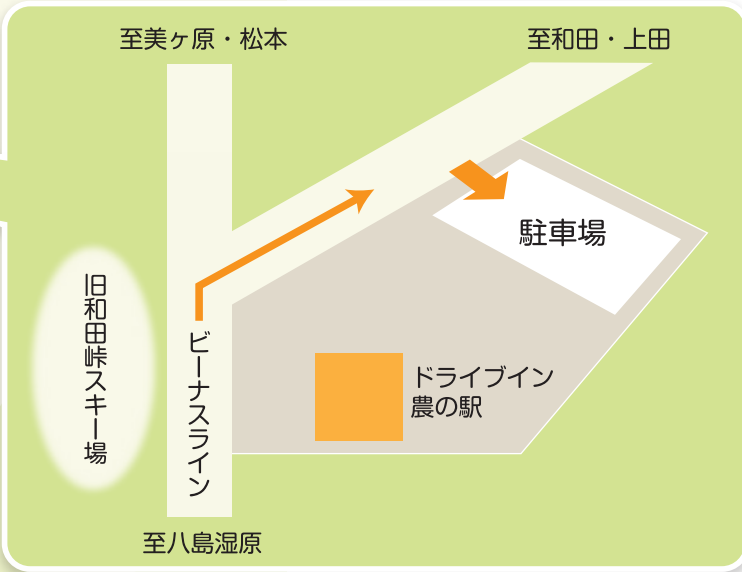 至美ヶ原・松本
至和田・上田
駐車場
旧和田峠スキー場
ビーナスライン
ドライブイン
農の駅
至八島湿原